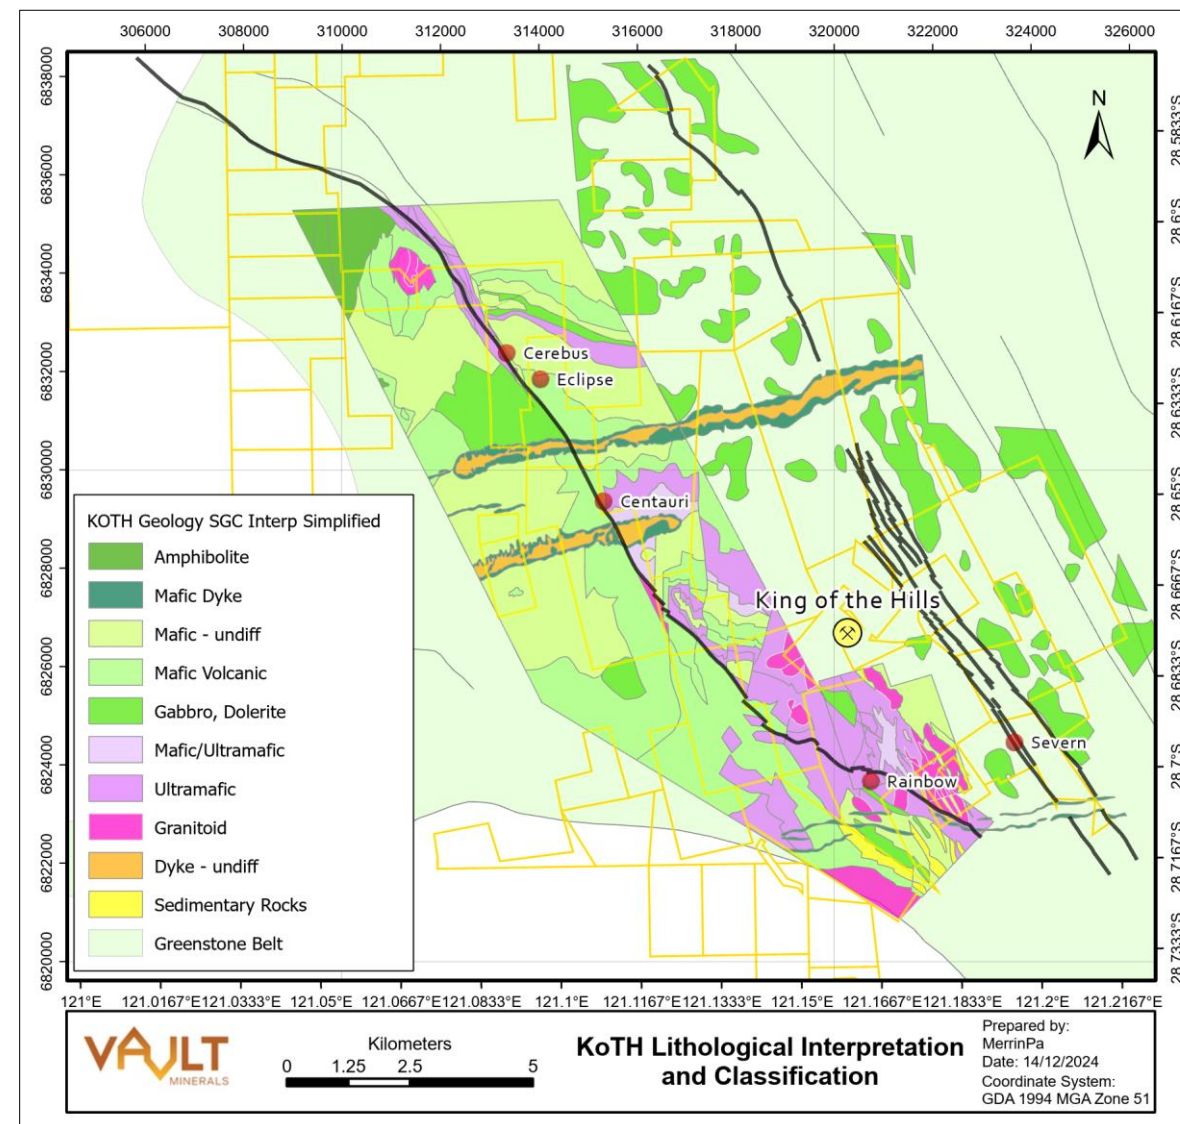 306000 308000 310000 312000 314000 316000 318000 320000 322000 324000 326000
6838000
6836000
6834000
6832000
6830000
6828000
6826000
6824000
6822000
6820000
N
28.5833°S
28.6°S
28.6167°S
28.6333°S
28.65°S
28.6667°S
28.6833°S
28.7°S
28.7167°S
28.7333°S
Cerebus
Eclipse
Centauri
King of the Hills
Severn
Rainbow
KOTH Geology SGC Interp Simplified
Amphibolite
Mafic Dyke
Mafic - undiff
Mafic Volcanic
Gabbro, Dolerite
Mafic/Ultramafic
Ultramafic
Granitoid
Dyke - undiff
Sedimentary Rocks
Greenstone Belt
121°E 121.0167°E 121.0333°E 121.05°E 121.0667°E 121.0833°E 121.1°E 121.1167°E 121.1333°E 121.15°E 121.1667°E 121.1833°E 121.2°E 121.2167°E
VAULT
MINERALS
Kilometers
0 1.25 2.5 5
KoTH Lithological Interpretation
and Classification
Prepared by:
MerrinPa
Date: 14/12/2024
Coordinate System:
GDA 1994 MGA Zone 51